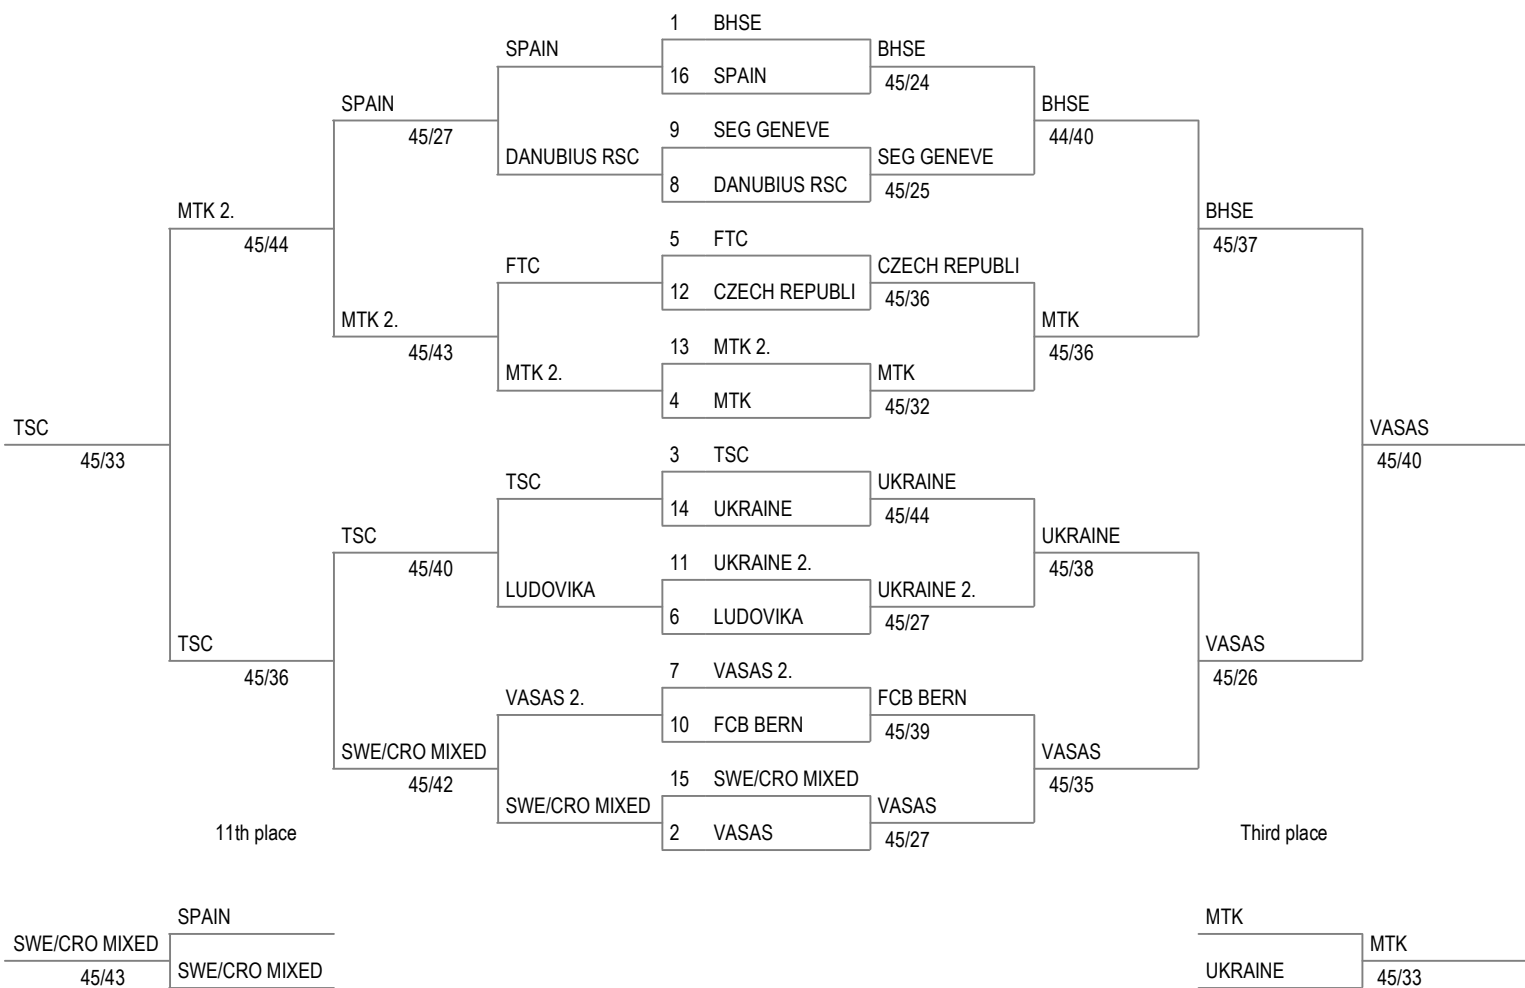 1 BHSE
SPAIN BHSE
16 SPAIN 45/24
SPAIN BHSE
45/27 9 SEG GENEVE 44/40
DANUBIUS RSC SEG GENEVE
8 DANUBIUS RSC 45/25
MTK 2. BHSE
45/44 5 FTC 45/37
FTC CZECH REPUBLI
12 CZECH REPUBLI 45/36
MTK 2. MTK
45/43 13 MTK 2. 45/36
MTK 2. MTK
4 MTK 45/32
TSC VASAS
45/33 3 TSC 45/40
TSC UKRAINE
14 UKRAINE 45/44
TSC UKRAINE
45/40 11 UKRAINE 2. 45/38
LUDOVIKA UKRAINE 2.
6 LUDOVIKA 45/27
TSC VASAS
45/36 7 VASAS 2. 45/26
VASAS 2. FCB BERN
10 FCB BERN 45/39
SWE/CRO MIXED VASAS
45/42 15 SWE/CRO MIXED 45/35
SWE/CRO MIXED VASAS
11th place 2 VASAS 45/27 Third place
SPAIN MTK
SWE/CRO MIXED MTK
45/43 SWE/CRO MIXED UKRAINE 45/33